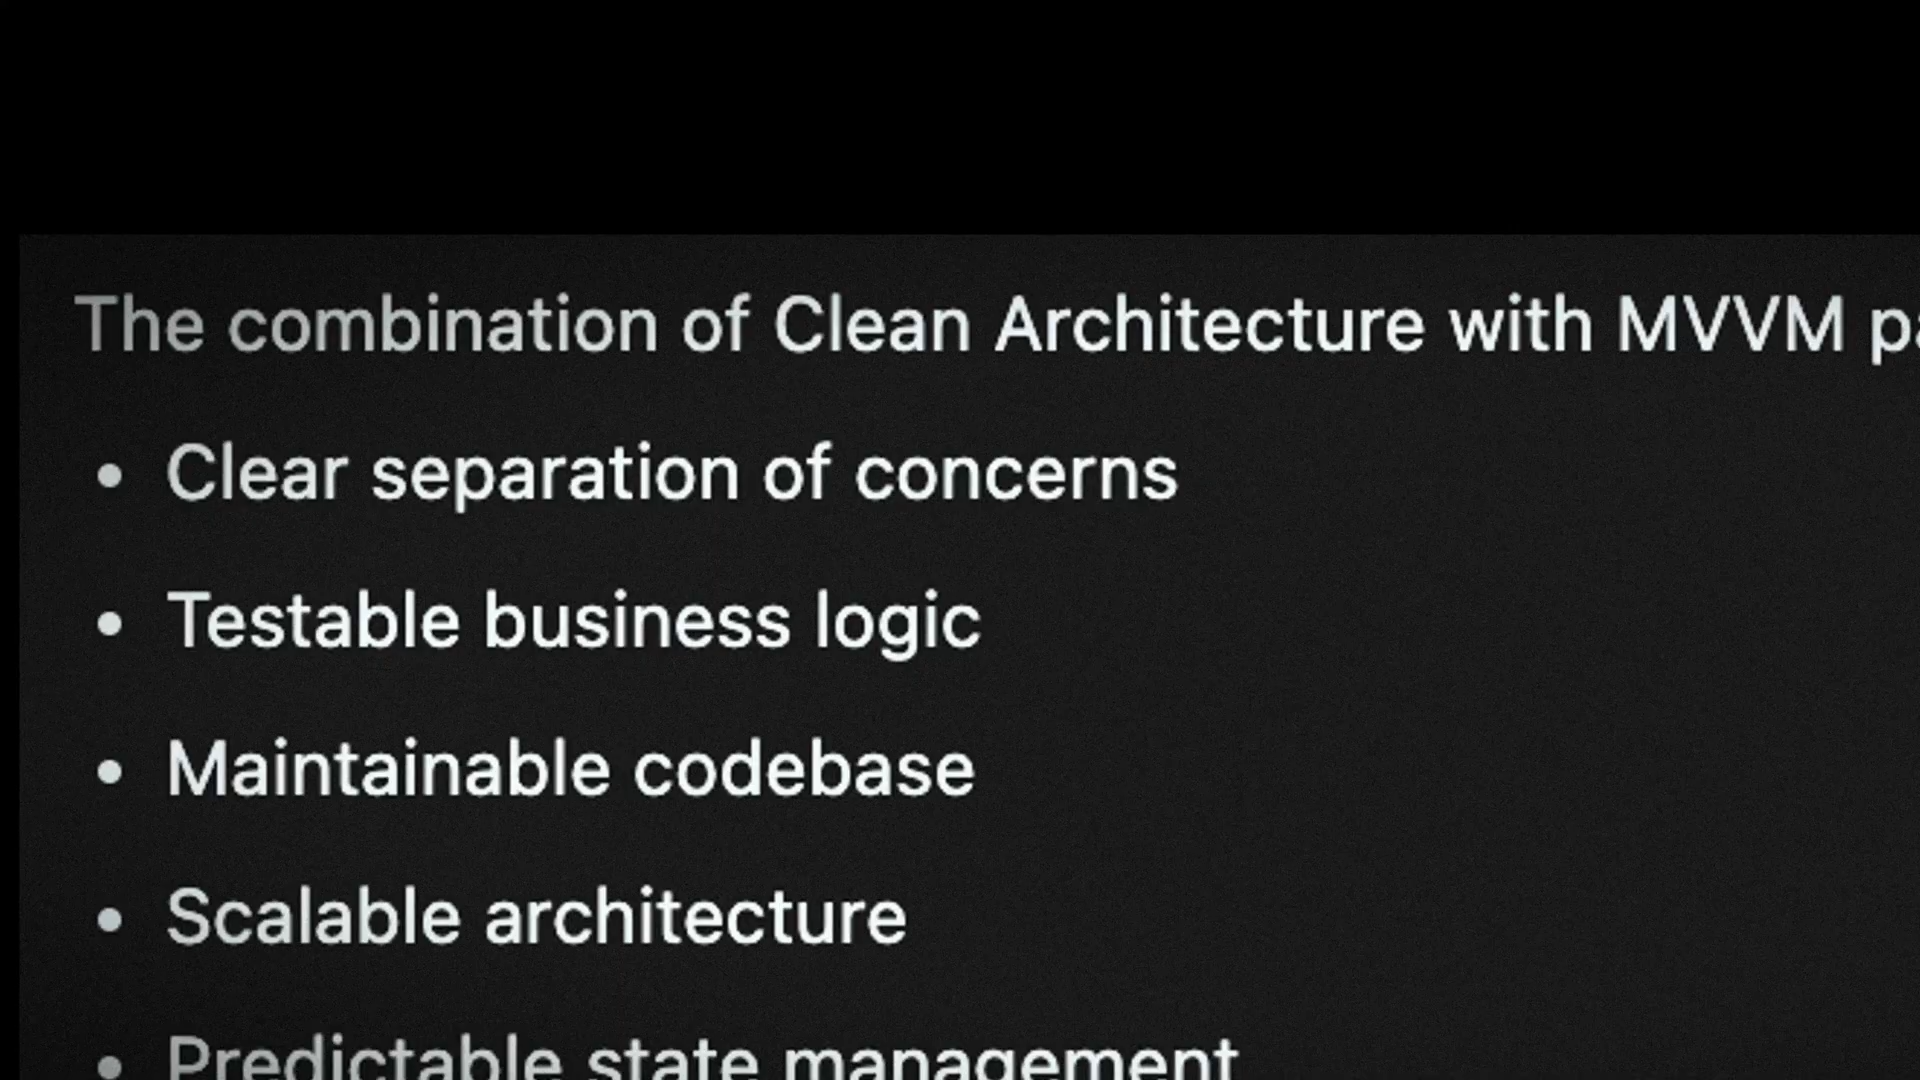 The combination of Clean Architecture with MVVM
• Clear separation of concerns
• Testable business logic
• Maintainable codebase
• Scalable architecture
• Predictable state management